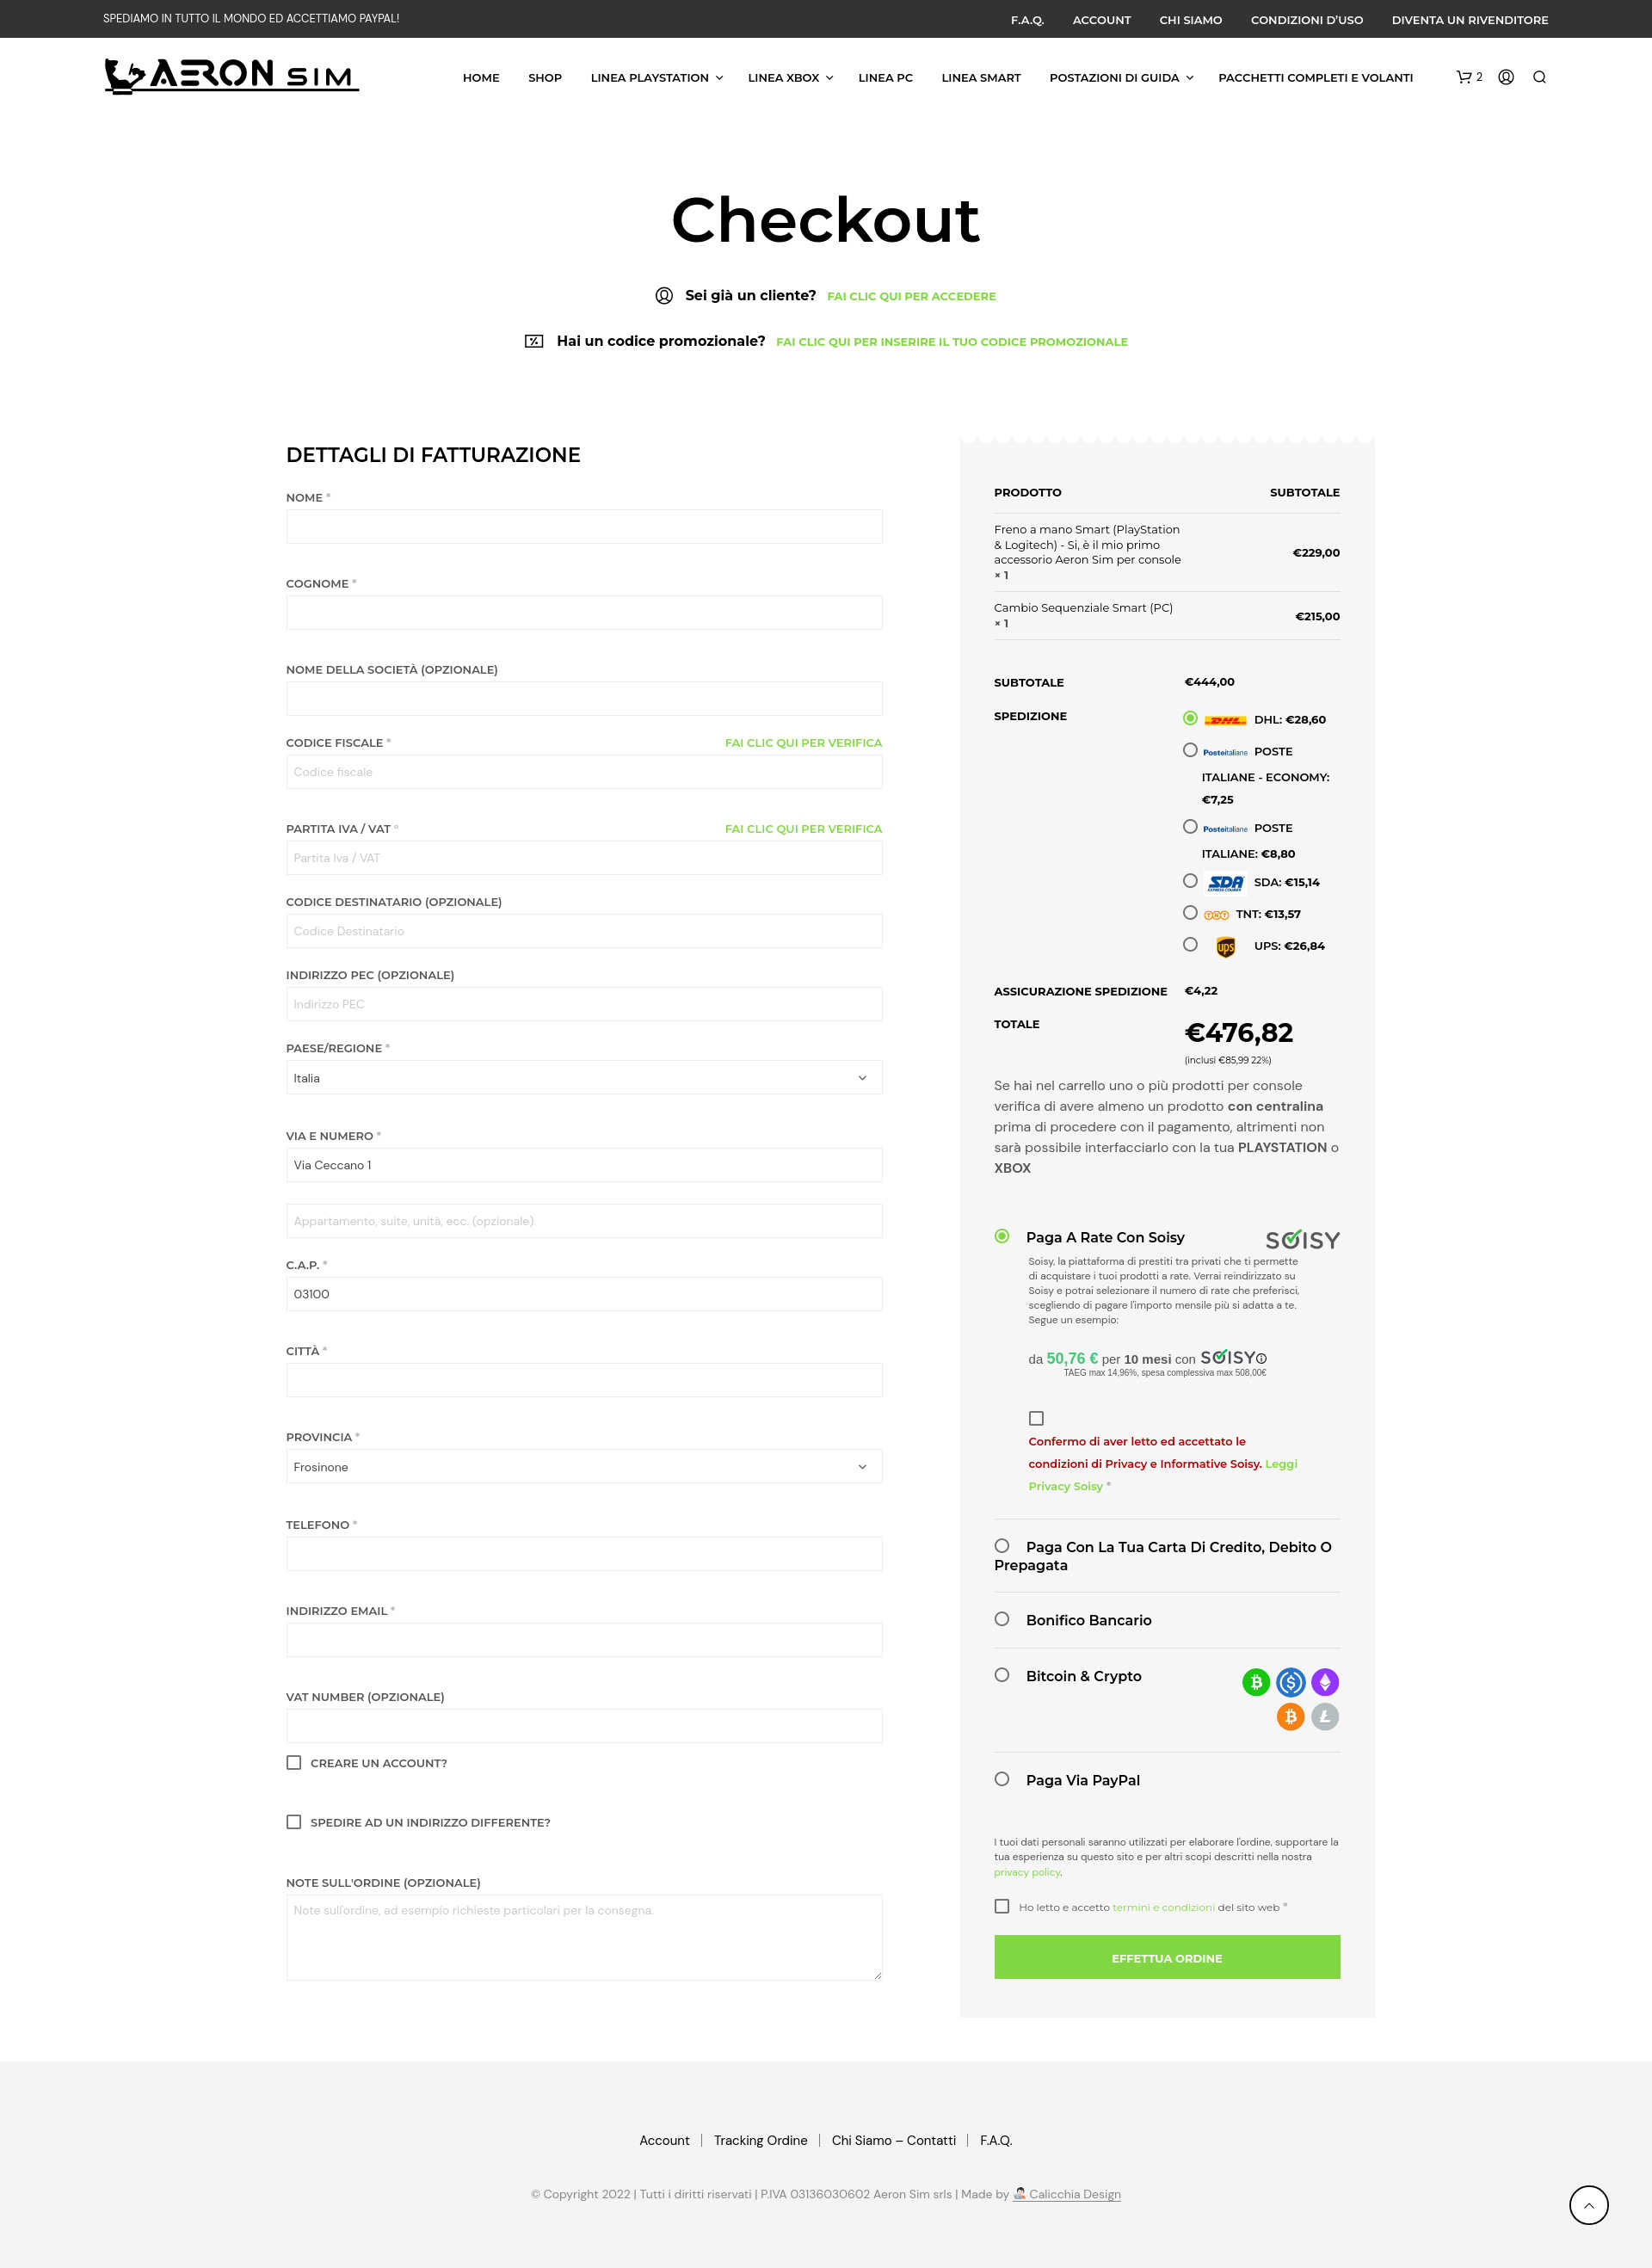 SPEDIAMO IN TUTTO IL MONDO ED ACCETTIAMO PAYPAL!
F.A.Q. ACCOUNT CHI SIAMO CONDIZIONI D'USO DIVENTA UN RIVENDITORE
AERON SIM
HOME SHOP LINEA PLAYSTATION LINEA XBOX LINEA PC LINEA SMART POSTAZIONI DI GUIDA PACCHETTI COMPLETI E VOLANTI 2
Checkout
Sei già un cliente? FAI CLIC QUI PER ACCEDERE
Hai un codice promozionale? FAI CLIC QUI PER INSERIRE IL TUO CODICE PROMOZIONALE
DETTAGLI DI FATTURAZIONE
NOME *
COGNOME *
NOME DELLA SOCIETÀ (OPZIONALE)
CODICE FISCALE * FAI CLIC QUI PER VERIFICA
Codice fiscale
PARTITA IVA / VAT * FAI CLIC QUI PER VERIFICA
Partita Iva / VAT
CODICE DESTINATARIO (OPZIONALE)
Codice Destinatario
INDIRIZZO PEC (OPZIONALE)
Indirizzo PEC
PAESE/REGIONE *
Italia
VIA E NUMERO *
Via Ceccano 1
Appartamento, suite, unità, ecc. (opzionale)
C.A.P. *
03100
CITTÀ *
PROVINCIA *
Frosinone
TELEFONO *
INDIRIZZO EMAIL *
VAT NUMBER (OPZIONALE)
CREARE UN ACCOUNT?
SPEDIRE AD UN INDIRIZZO DIFFERENTE?
NOTE SULL'ORDINE (OPZIONALE)
Note sull'ordine, ad esempio richieste particolari per la consegna.
PRODOTTO SUBTOTALE
Freno a mano Smart (PlayStation
& Logitech) - Si, è il mio primo
accessorio Aeron Sim per console
× 1
€229,00
Cambio Sequenziale Smart (PC)
× 1
€215,00
SUBTOTALE €444,00
SPEDIZIONE
DHL DHL: €28,60
Posteitaliane POSTE
ITALIANE - ECONOMY:
€7,25
Posteitaliane POSTE
ITALIANE: €8,80
SDA EXPRESS COURIER SDA: €15,14
TNT TNT: €13,57
ups UPS: €26,84
ASSICURAZIONE SPEDIZIONE €4,22
TOTALE €476,82
(inclusi €85,99 22%)
Se hai nel carrello uno o più prodotti per console
verifica di avere almeno un prodotto con centralina
prima di procedere con il pagamento, altrimenti non
sarà possibile interfacciarlo con la tua PLAYSTATION o
XBOX
Paga A Rate Con Soisy SOISY
Soisy, la piattaforma di prestiti tra privati che ti permette
di acquistare i tuoi prodotti a rate. Verrai reindirizzato su
Soisy e potrai selezionare il numero di rate che preferisci,
scegliendo di pagare l'importo mensile più si adatta a te.
Segue un esempio:
da 50,76 € per 10 mesi con SOISY
TAEG max 14,96%, spesa complessiva max 508,00€
Confermo di aver letto ed accettato le
condizioni di Privacy e Informative Soisy. Leggi
Privacy Soisy *
Paga Con La Tua Carta Di Credito, Debito O
Prepagata
Bonifico Bancario
Bitcoin & Crypto
Paga Via PayPal
I tuoi dati personali saranno utilizzati per elaborare l'ordine, supportare la
tua esperienza su questo sito e per altri scopi descritti nella nostra
privacy policy.
Ho letto e accetto termini e condizioni del sito web *
EFFETTUA ORDINE
Account Tracking Ordine Chi Siamo – Contatti F.A.Q.
© Copyright 2022 | Tutti i diritti riservati | P.IVA 03136030602 Aeron Sim srls | Made by Calicchia Design